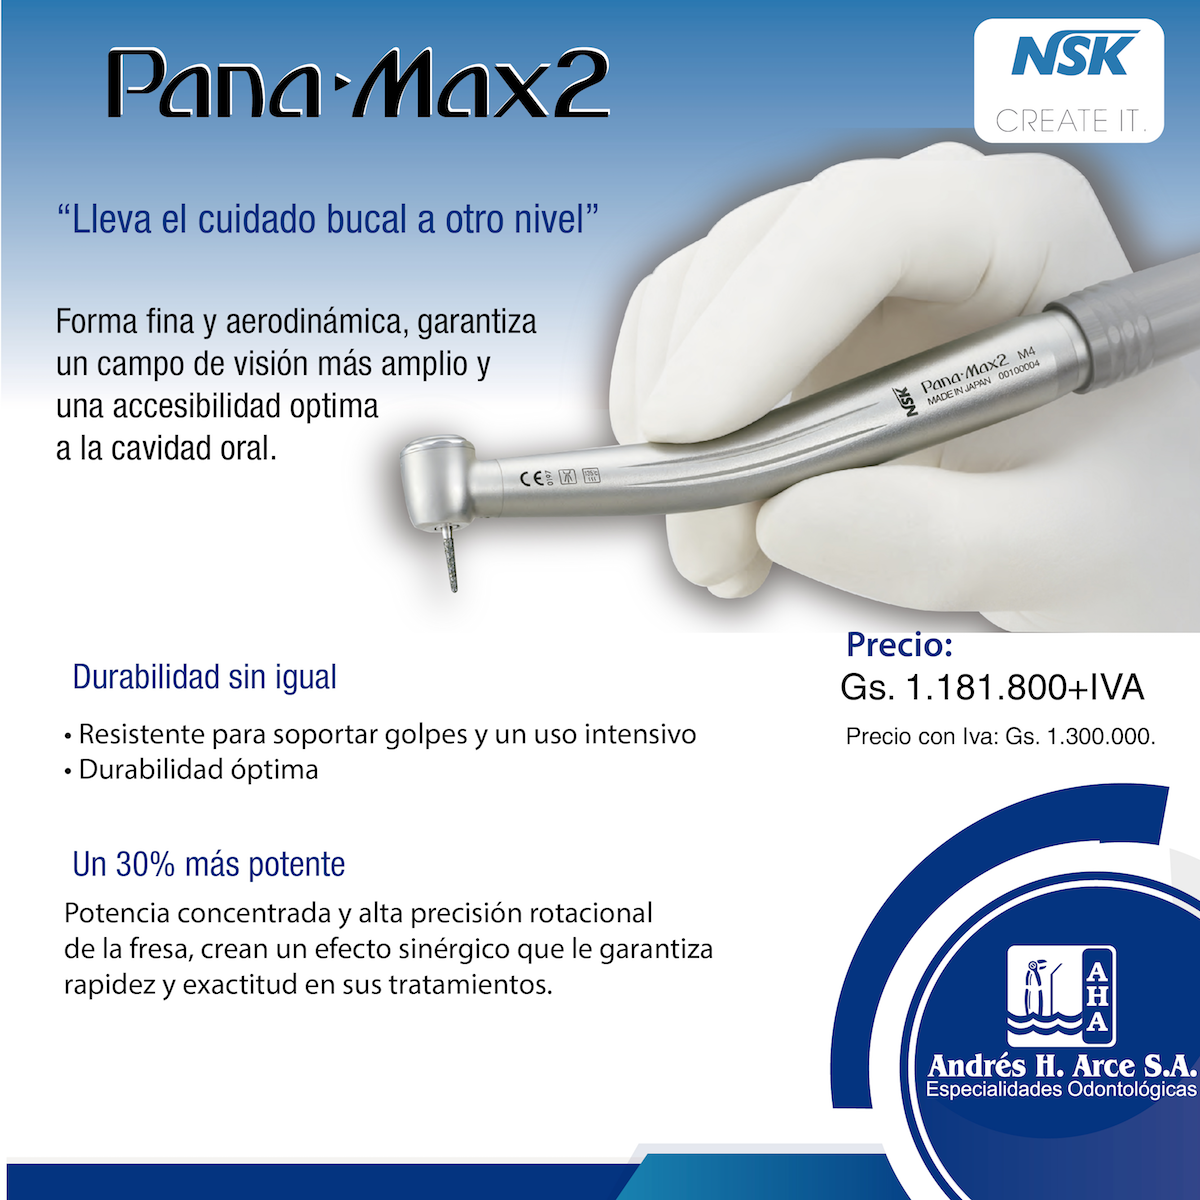 Pana-Max2
NSK
CREATE IT.
“Lleva el cuidado bucal a otro nivel”
Forma fina y aerodinámica, garantiza
un campo de visión más amplio y
una accesibilidad optima
a la cavidad oral.
NSK
Pana-Max2 M4
MADE IN JAPAN 00100004
CE
0197
Precio:
Gs. 1.181.800+IVA
Precio con Iva: Gs. 1.300.000.
Durabilidad sin igual
• Resistente para soportar golpes y un uso intensivo
• Durabilidad óptima
Un 30% más potente
Potencia concentrada y alta precisión rotacional
de la fresa, crean un efecto sinérgico que le garantiza
rapidez y exactitud en sus tratamientos.
AHA
Andrés H. Arce S.A.
Especialidades Odontológicas